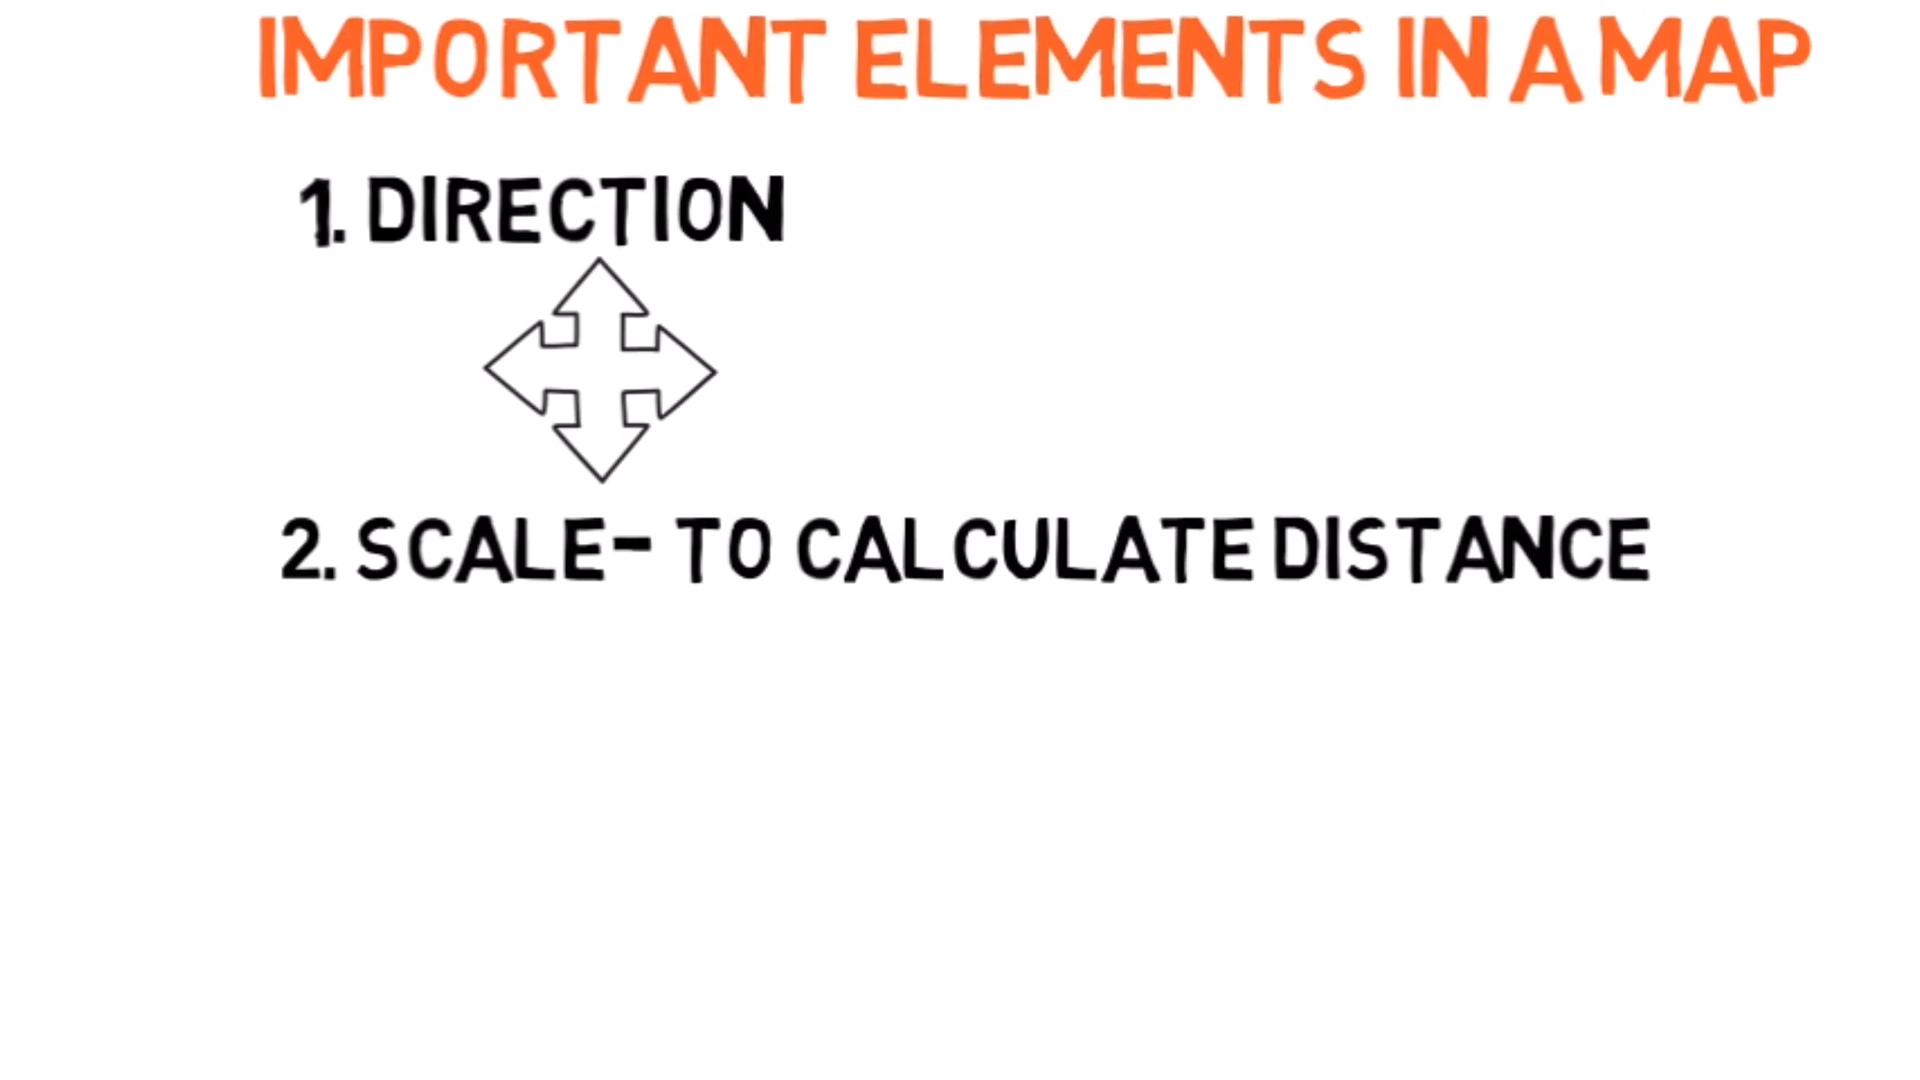 IMPORTANT ELEMENTS IN A MAP
1. DIRECTION
2. SCALE- TO CALCULATE DISTANCE